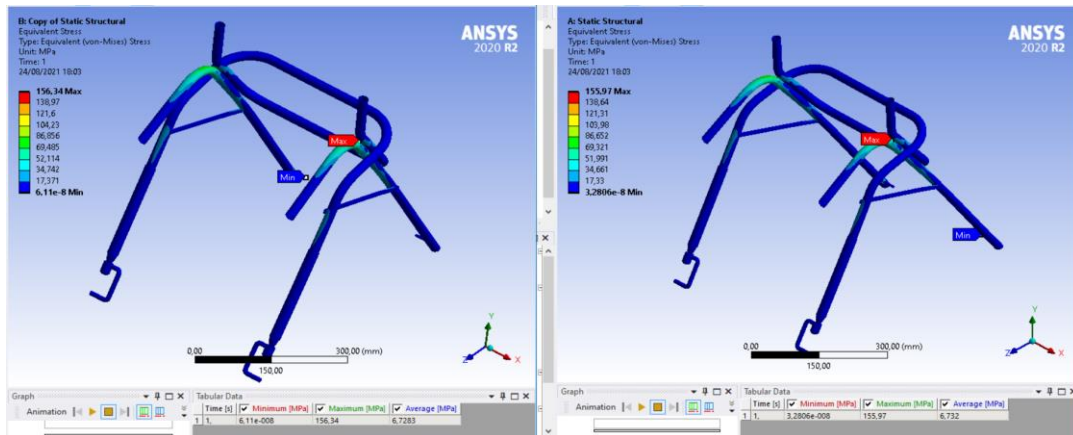 B: Copy of Static Structural
Equivalent Stress
Type: Equivalent (von-Mises) Stress
Unit: MPa
Time: 1
24/08/2021 18:03
156,34 Max
138,97
121,6
104,23
86,856
69,485
52,114
34,742
17,371
6,11e-8 Min
ANSYS
2020 R2
Max
Min
0,00
300,00 (mm)
150,00
Y
Z
X
Graph
Animation
Tabular Data
Time [s]
Minimum [MPa]
Maximum [MPa]
Average [MPa]
1
1,
6,11e-008
156,34
6,7283
A: Static Structural
Equivalent Stress
Type: Equivalent (von-Mises) Stress
Unit: MPa
Time: 1
24/08/2021 18:03
155,97 Max
138,64
121,31
103,98
86,652
69,321
51,991
34,661
17,33
3,2806e-8 Min
ANSYS
2020 R2
Max
Min
0,00
300,00 (mm)
150,00
Y
Z
X
Graph
Animation
Tabular Data
Time [s]
Minimum [MPa]
Maximum [MPa]
Average [MPa]
1
1,
3,2806e-008
155,97
6,732